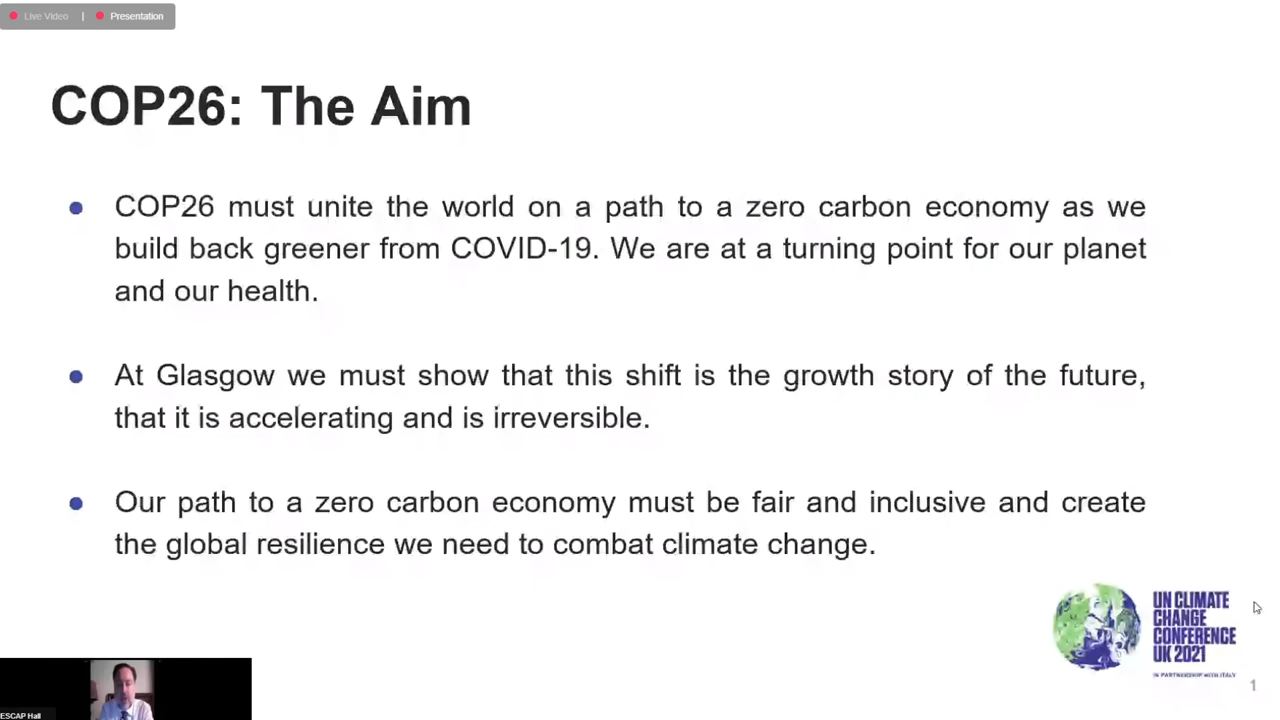 Live Video | Presentation
COP26: The Aim
● COP26 must unite the world on a path to a zero carbon economy as we
build back greener from COVID-19. We are at a turning point for our planet
and our health.
● At Glasgow we must show that this shift is the growth story of the future,
that it is accelerating and is irreversible.
● Our path to a zero carbon economy must be fair and inclusive and create
the global resilience we need to combat climate change.
UN CLIMATE
CHANGE
CONFERENCE
UK 2021
IN PARTNERSHIP WITH ITALY
1
ESCAP Hall